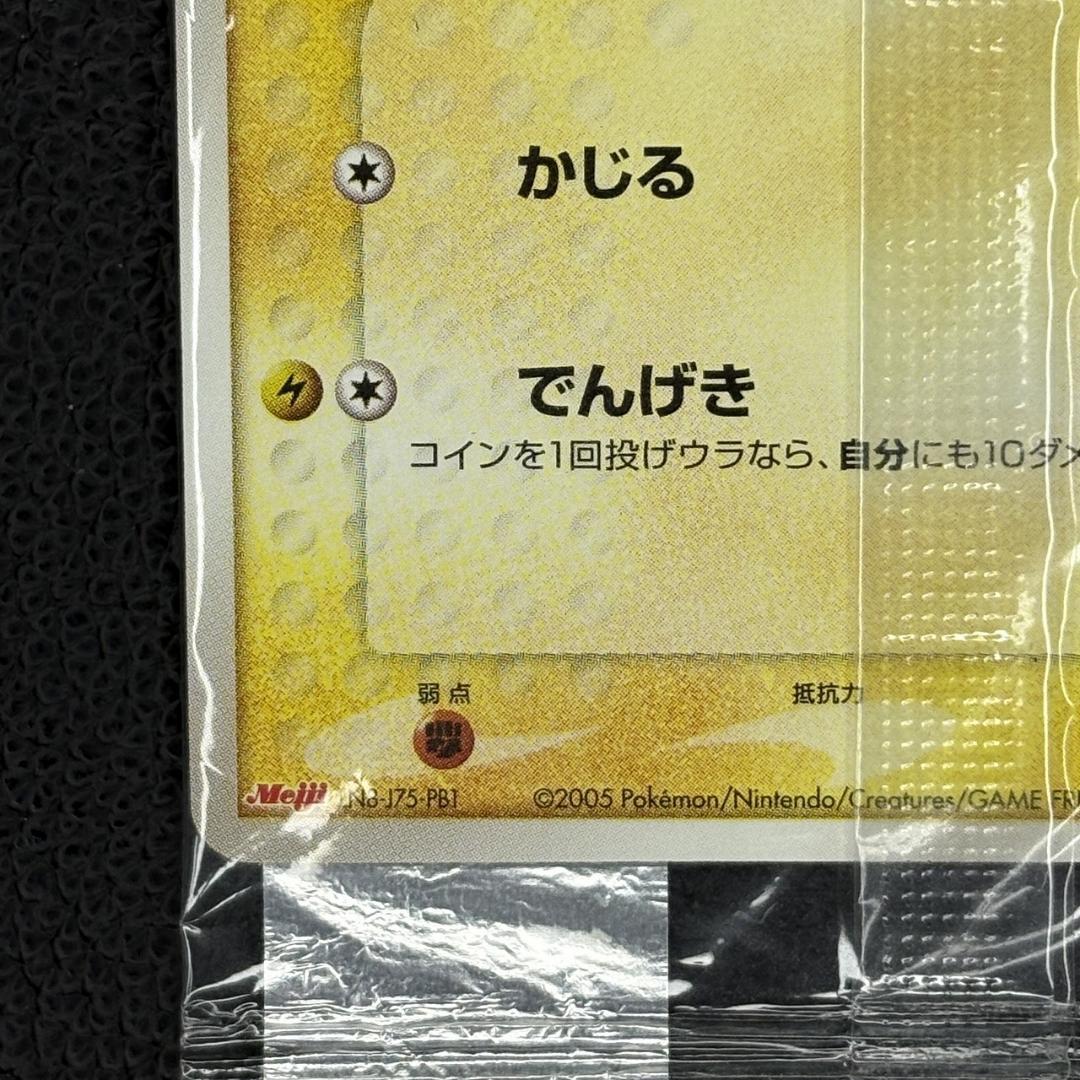 かじる
でんげき
コインを1回投げウラなら、自分にも10ダメ
弱点
抵抗力
Meiji N8-J75-PB1 ©2005 Pokémon/Nintendo/Creatures/GAME FR